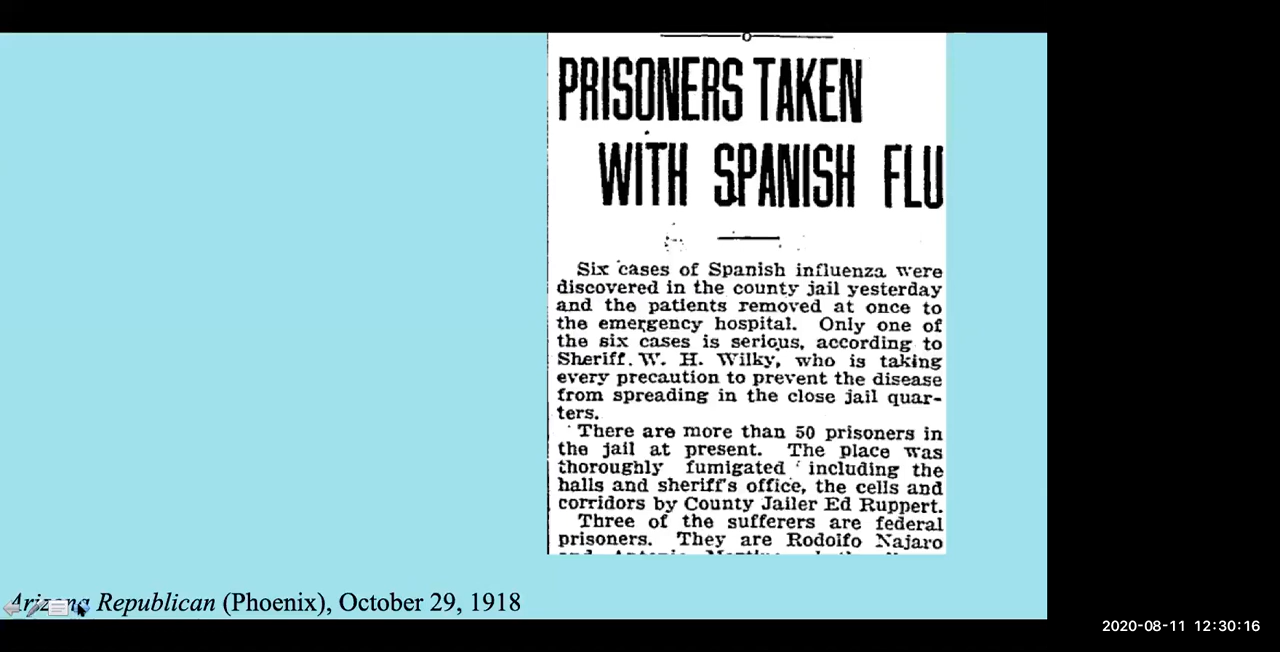 PRISONERS TAKEN
WITH SPANISH FLU
Six cases of Spanish influenza were
discovered in the county jail yesterday
and the patients removed at once to
the emergency hospital. Only one of
the six cases is serious, according to
Sheriff. W. H. Wilky, who is taking
every precaution to prevent the disease
from spreading in the close jail quar-
ters.
There are more than 50 prisoners in
the jail at present. The place was
thoroughly fumigated including the
halls and sheriff's office, the cells and
corridors by County Jailer Ed Ruppert.
Three of the sufferers are federal
prisoners. They are Rodolfo Najaro
Arizona Republican (Phoenix), October 29, 1918
2020-08-11 12:30:16